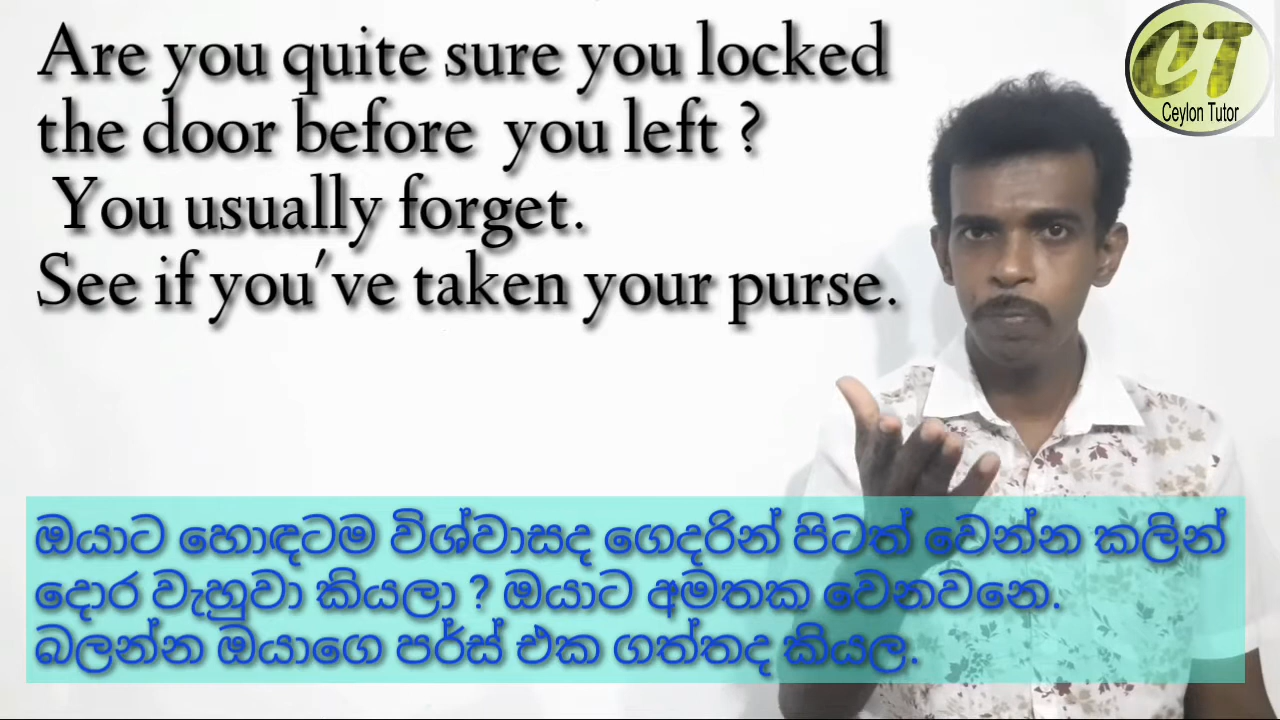 Are you quite sure you locked
the door before you left ?
You usually forget.
See if you've taken your purse.
CT
Ceylon Tutor
ඔයාට හොඳටම විශ්වාසද ගෙදරින් පිටත් වෙන්න කලින්
දොර වැහුවා කියලා ? ඔයාට අමතක වෙනවනෙ.
බලන්න ඔයාගෙ පර්ස් එක ගත්තද කියල.